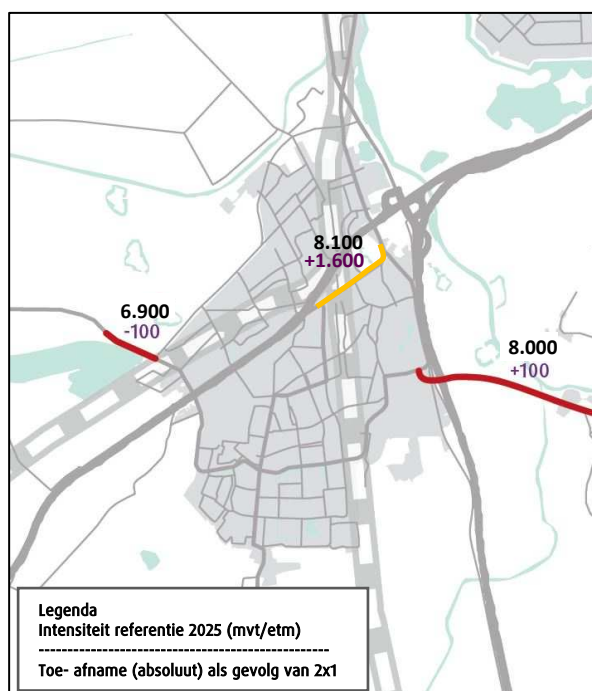 8.100
+1.600
6.900
-100
8.000
+100
Legenda
Intensiteit referentie 2025 (mvt/etm)
--------------------------------------------------
Toe- afname (absoluut) als gevolg van 2x1